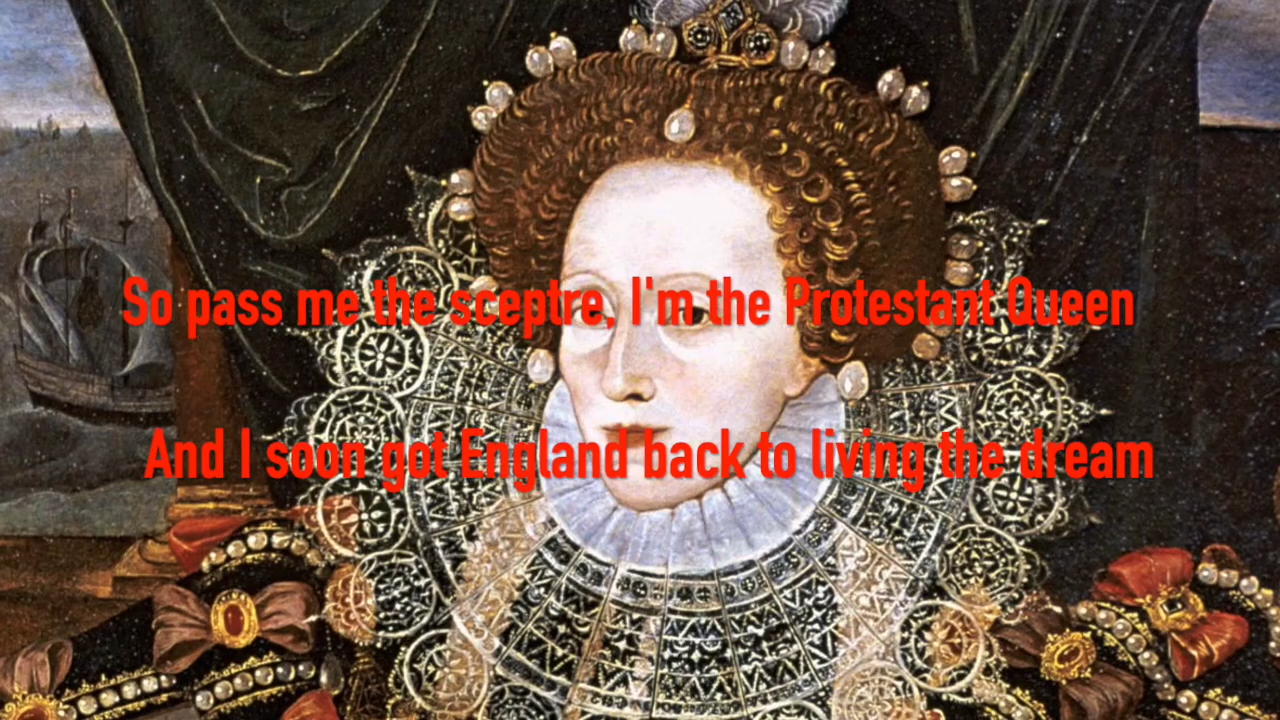 So pass me the sceptre, I'm the Protestant Queen
And I soon got England back to living the dream